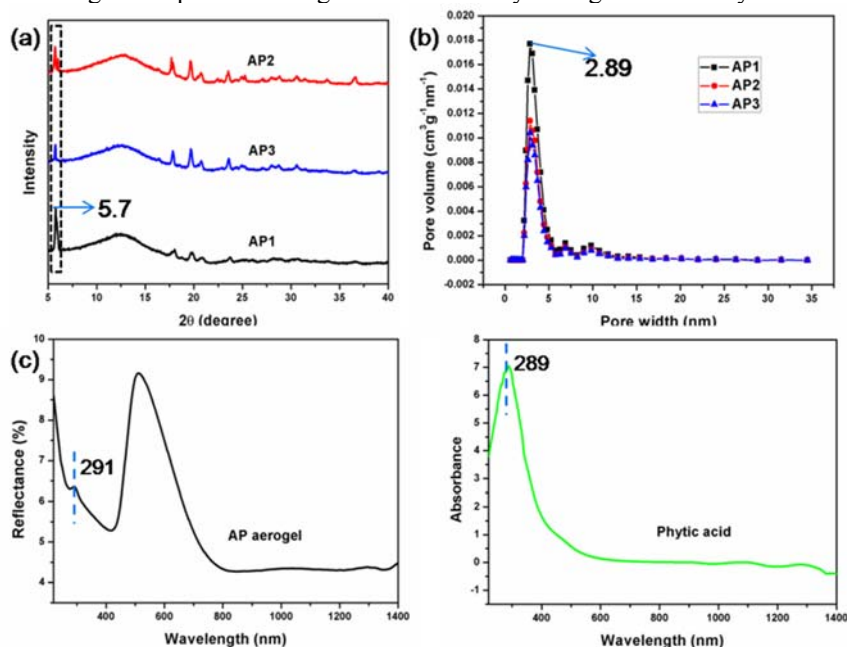 (a)
AP2
AP3
5.7
AP1
Intensity
5 10 15 20 25 30 35 40
2θ (degree)
(b)
2.89
AP1
AP2
AP3
Pore volume (cm³g⁻¹nm⁻¹)
0.020
0.018
0.016
0.014
0.012
0.010
0.008
0.006
0.004
0.002
0.000
-0.002
0 5 10 15 20 25 30 35
Pore width (nm)
(c)
291
AP aerogel
Reflectance (%)
10
9
8
7
6
5
4
400 600 800 1000 1200 1400
Wavelength (nm)
289
Phytic acid
Absorbance
8
7
6
5
4
3
2
1
0
-1
400 600 800 1000 1200 1400
Wavelength (nm)